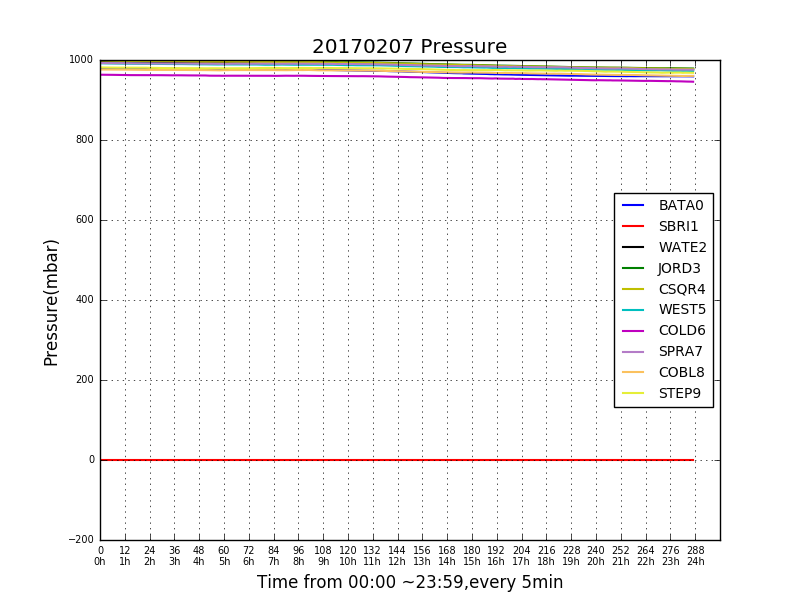 20170207 Pressure
1000
800
600
400
200
0
−200
Pressure(mbar)
BATA0
SBRI1
WATE2
JORD3
CSQR4
WEST5
COLD6
SPRA7
COBL8
STEP9
0 12 24 36 48 60 72 84 96 108 120 132 144 156 168 180 192 204 216 228 240 252 264 276 288
0h 1h 2h 3h 4h 5h 6h 7h 8h 9h 10h 11h 12h 13h 14h 15h 16h 17h 18h 19h 20h 21h 22h 23h 24h
Time from 00:00 ~23:59,every 5min